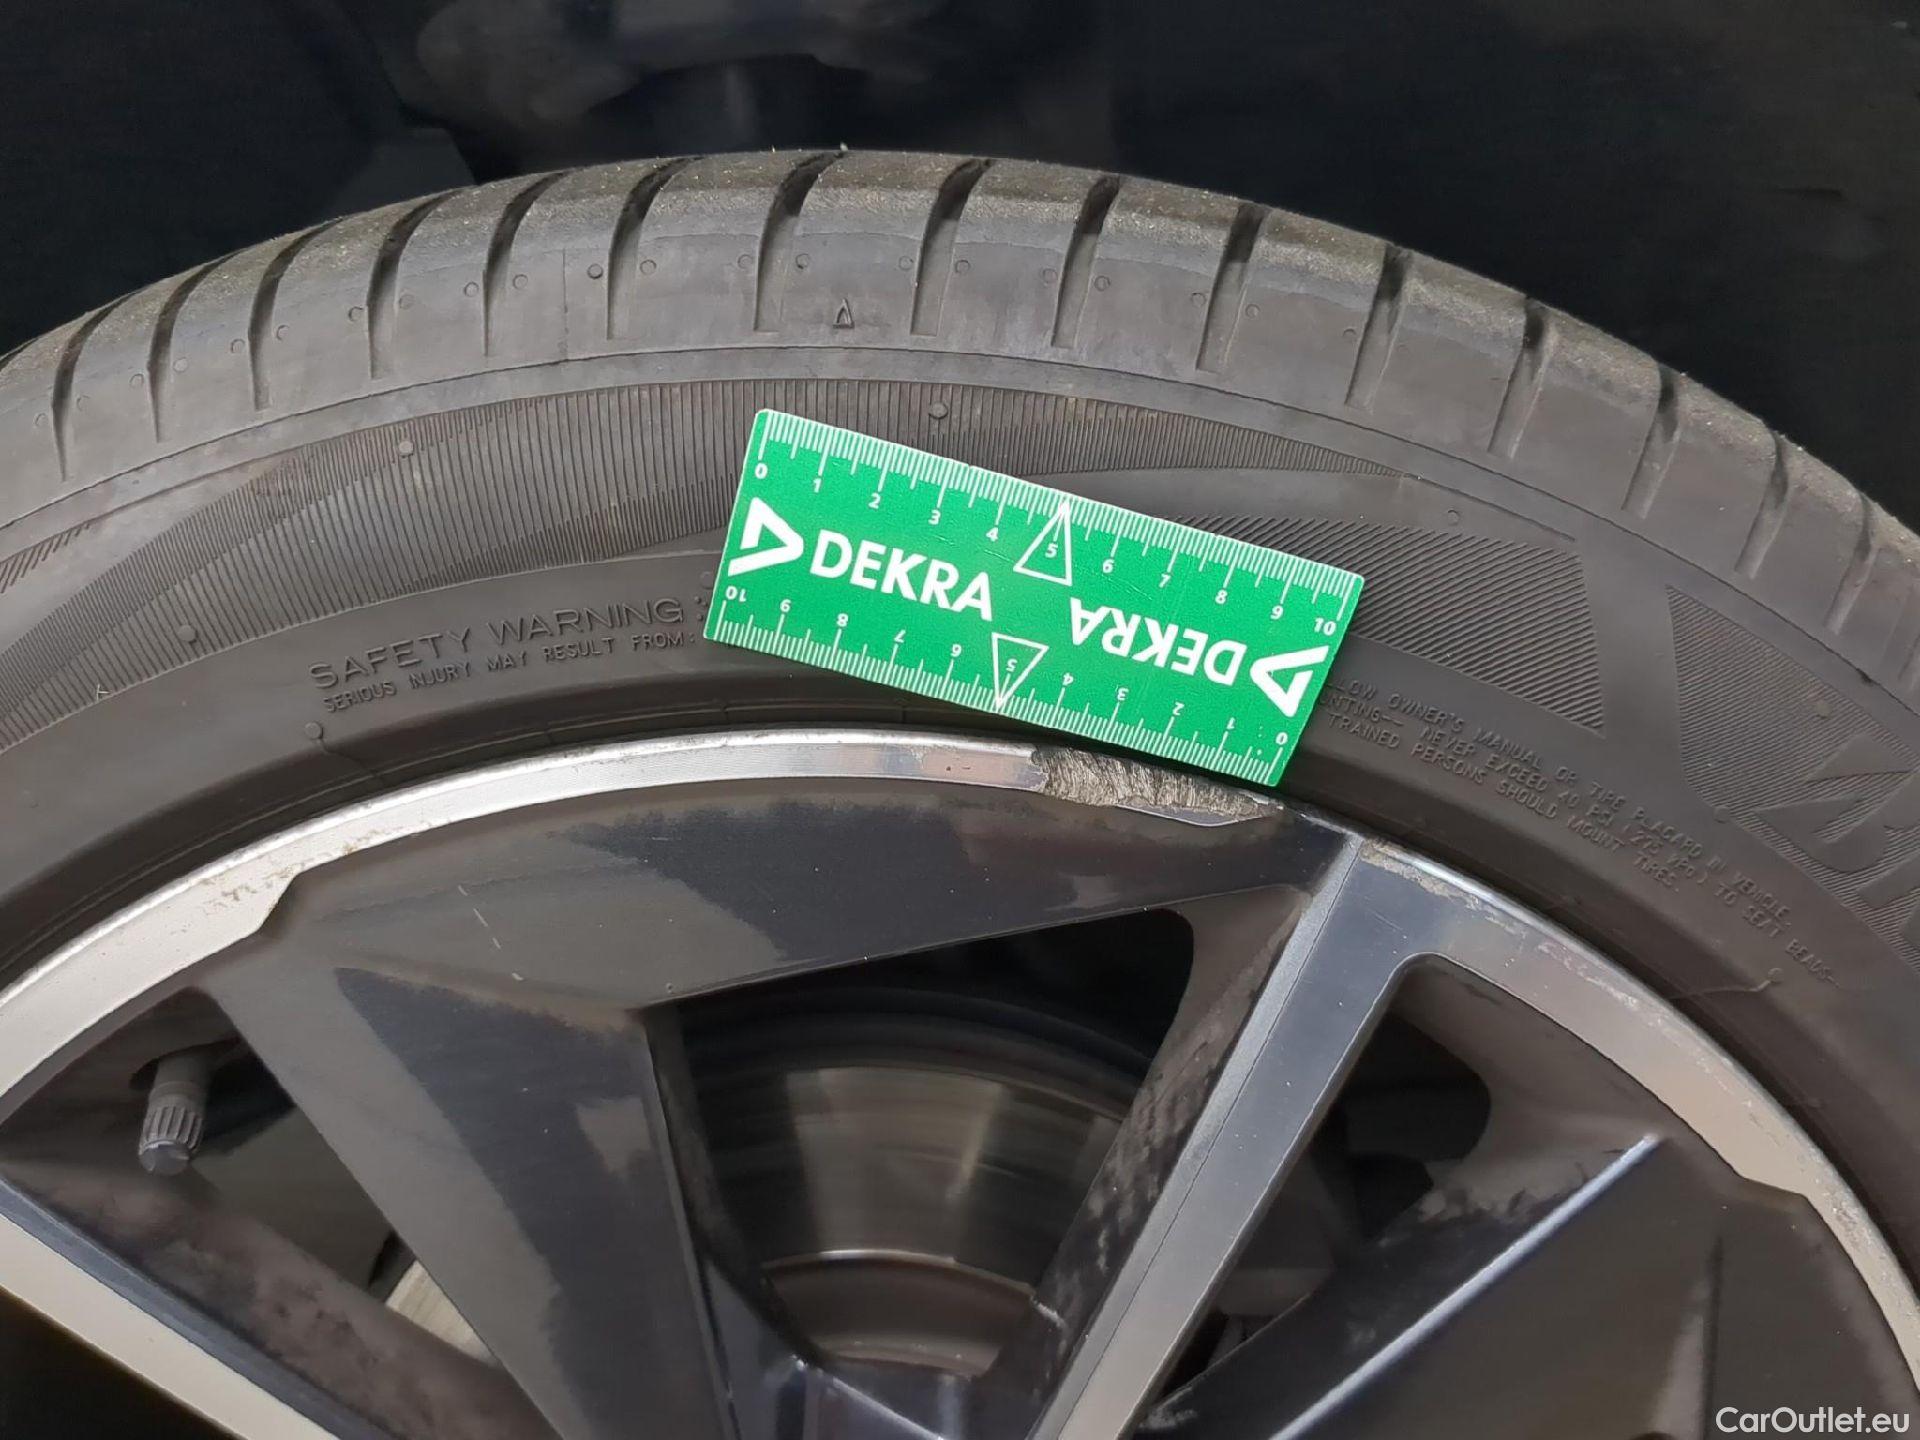 0 1 2 3 4 5 6 7 8 9 10
DEKRA
DEKRA
10 9 8 7 6 5 4 3 2 1 0
SAFETY WARNING:
SERIOUS INJURY MAY RESULT FROM:
LOW OWNER'S MANUAL OR TIRE PLACARD IN VEHICLE.
UNTING-- NEVER EXCEED 40 PSI (275 KPA) TO SEAT BEADS-
TRAINED PERSONS SHOULD MOUNT TIRES.
CarOutlet.eu